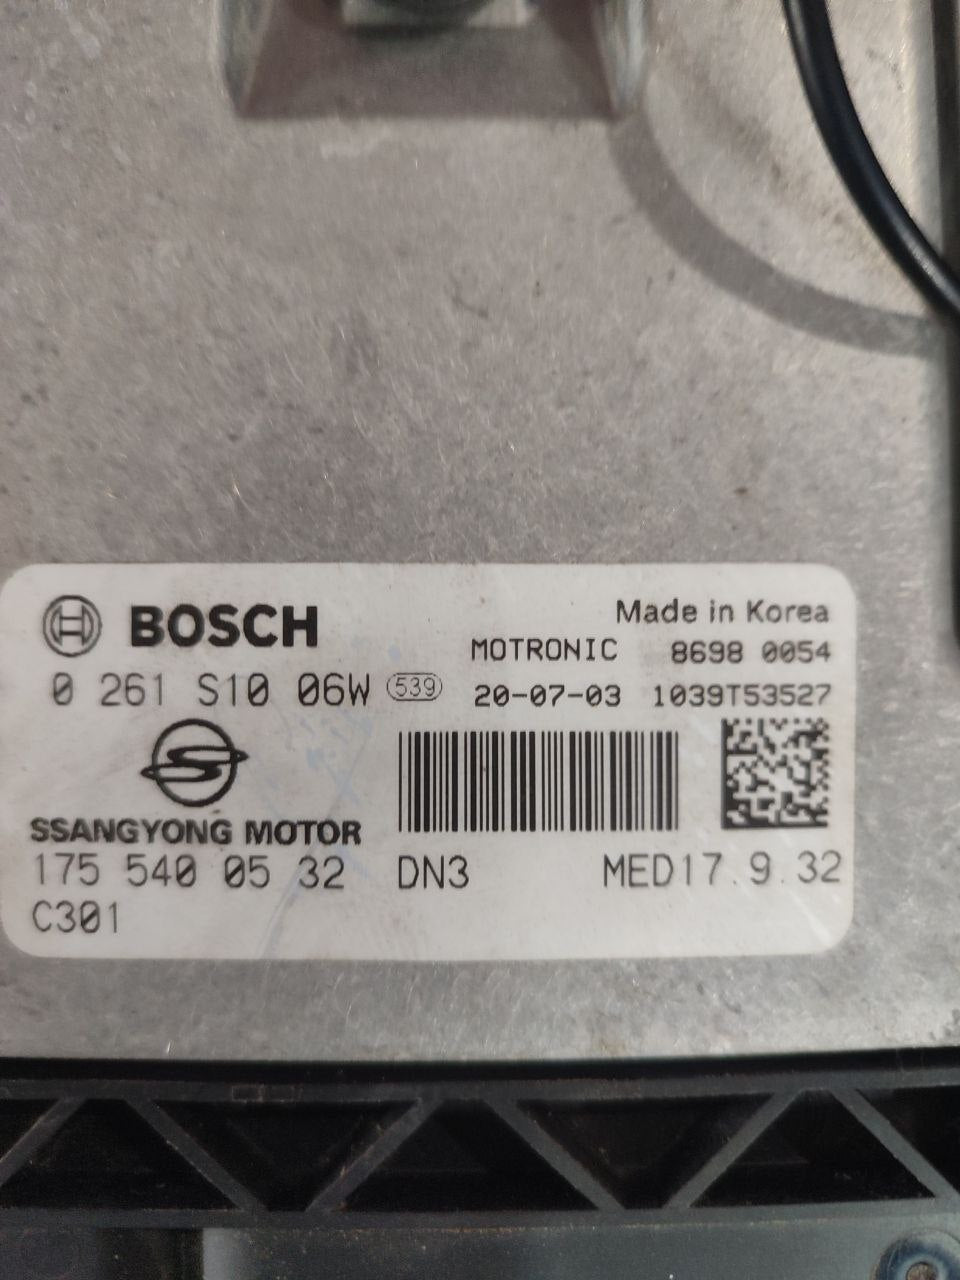 BOSCH
Made in Korea
MOTRONIC 8698 0054
0 261 S10 06W 539 20-07-03 1039T53527
SSANGYONG MOTOR
175 540 05 32 DN3 MED17.9.32
C301